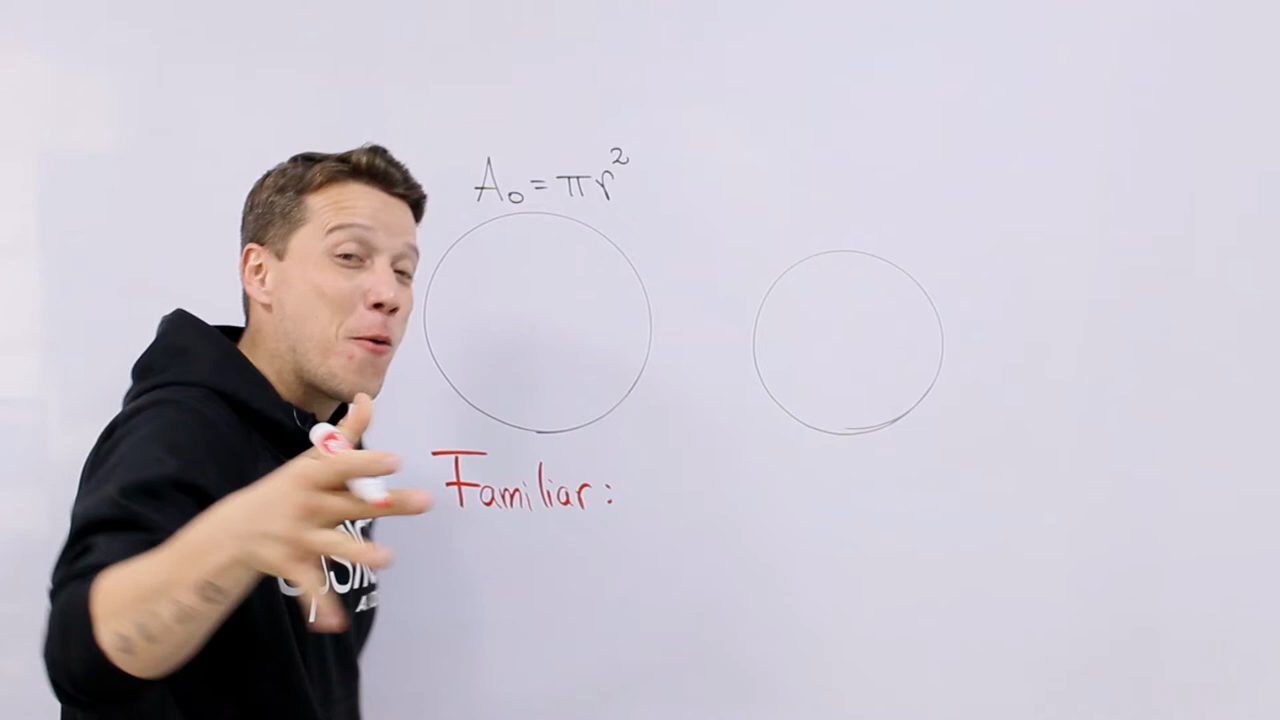 A₀ = πr²
Familiar: